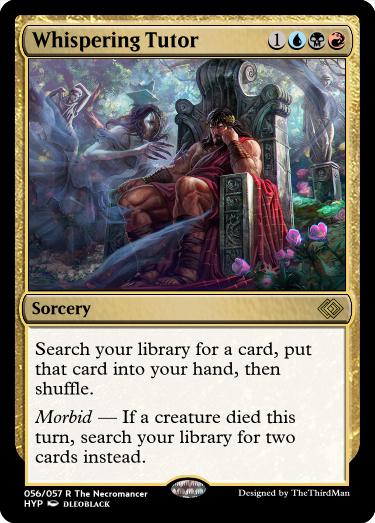 Whispering Tutor 1
Sorcery
Search your library for a card, put
that card into your hand, then
shuffle.
Morbid — If a creature died this
turn, search your library for two
cards instead.
056/057 R The Necromancer
HYP DLEOBLACK
Designed by TheThirdMan